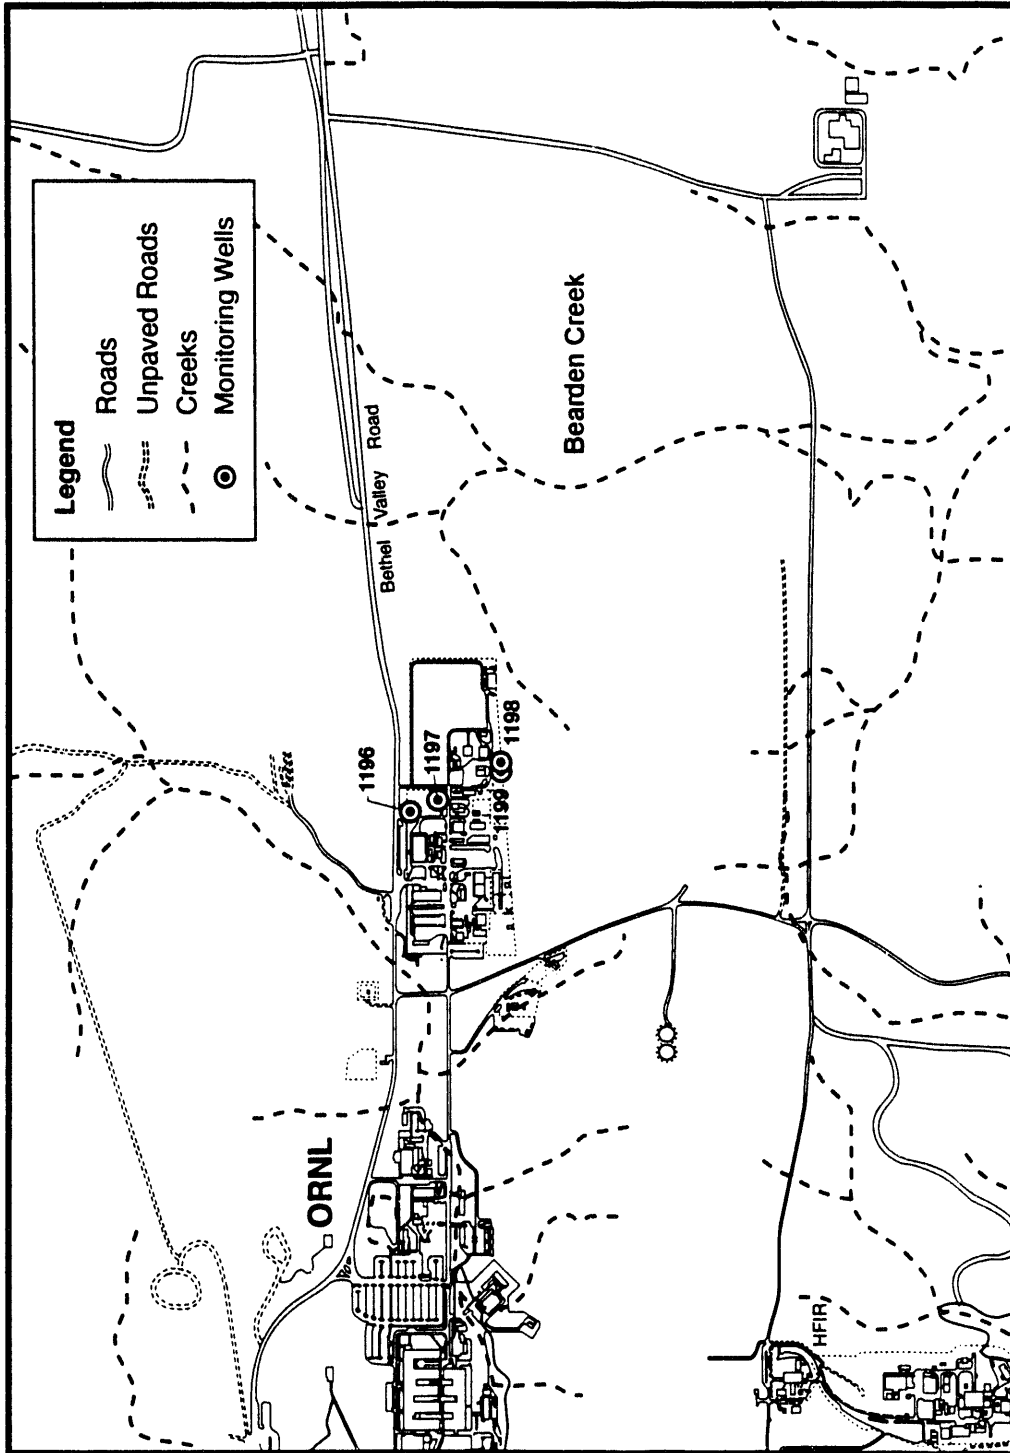 Legend
Roads
Unpaved Roads
Creeks
Monitoring Wells
Bethel Valley Road
Bearden Creek
1196
1197
1198
1199
ORNL
HFIR